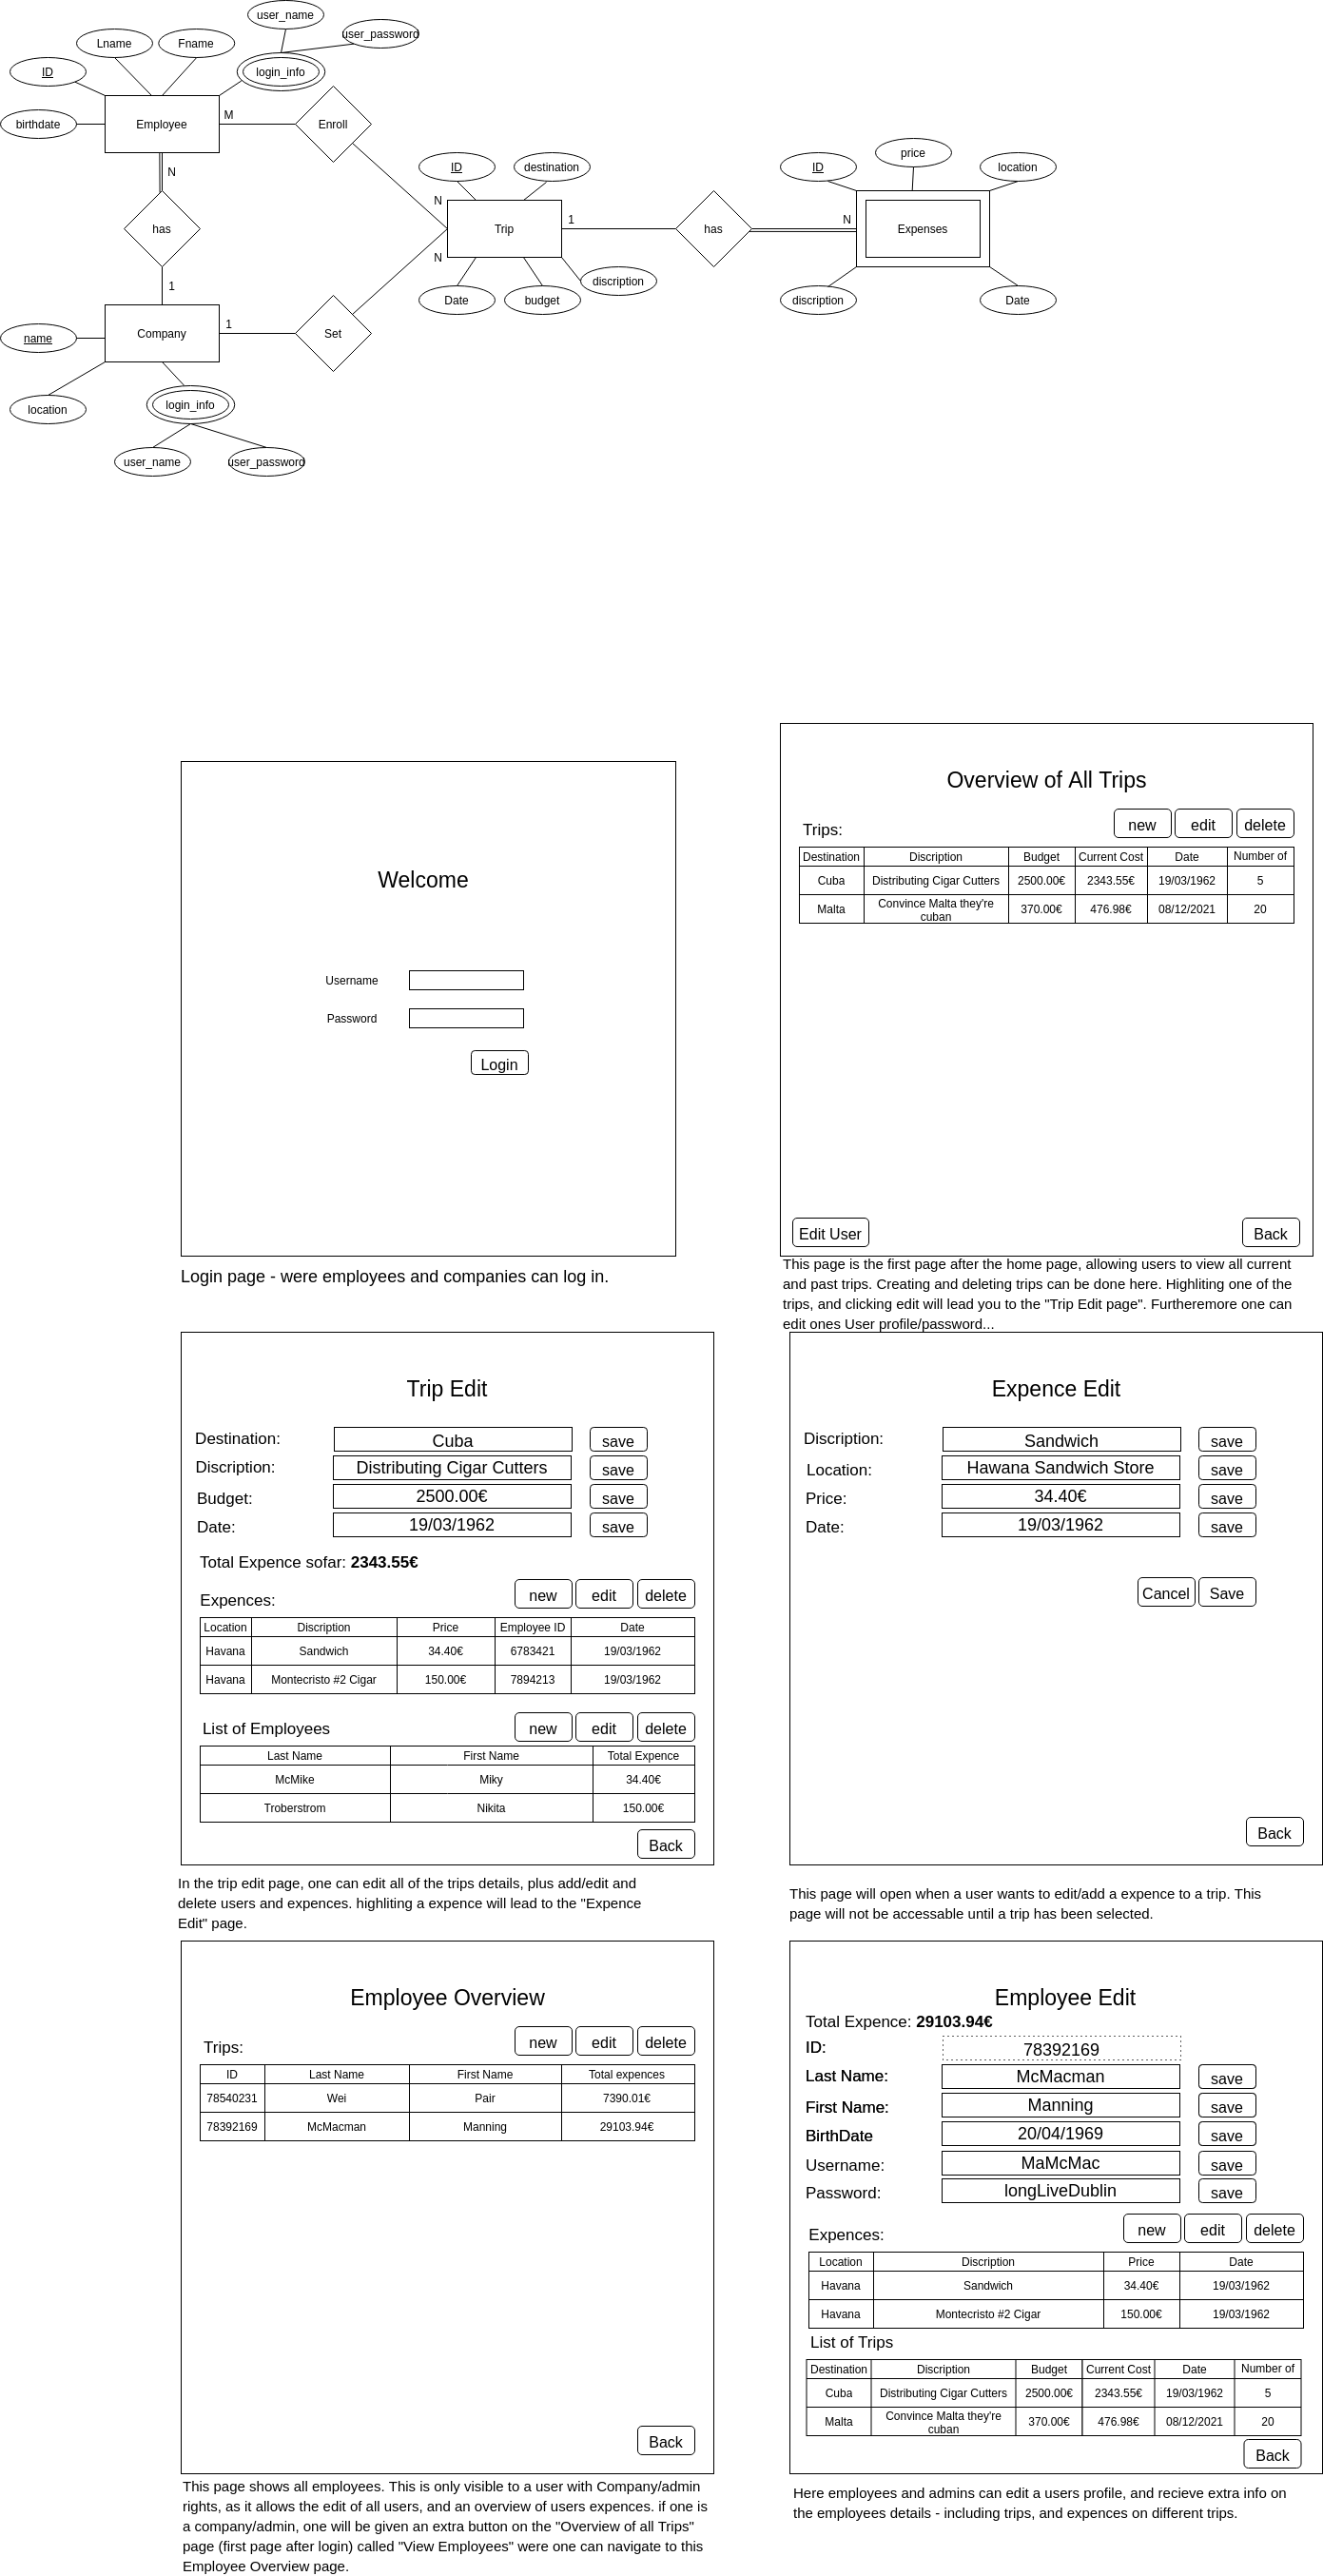 user_name
user_password
Lname
Fname
ID
login_info
birthdate
Employee
M
Enroll
N
has
1
Company
name
location
login_info
user_name
user_password
1
Set
N
N
ID
destination
Trip
Date
budget
discription
1
has
N
ID
price
location
Expenses
discription
Date
Welcome
Username
Password
Login
Login page - were employees and companies can log in.
Overview of All Trips
Trips:
new edit delete
Destination Discription Budget Current Cost Date Number of
Cuba Distributing Cigar Cutters 2500.00€ 2343.55€ 19/03/1962 5
Malta Convince Malta they're 370.00€ 476.98€ 08/12/2021 20
cuban
Edit User Back
This page is the first page after the home page, allowing users to view all current
and past trips. Creating and deleting trips can be done here. Highliting one of the
trips, and clicking edit will lead you to the "Trip Edit page". Furtheremore one can
edit ones User profile/password...
Trip Edit
Destination: Cuba save
Discription: Distributing Cigar Cutters save
Budget: 2500.00€ save
Date: 19/03/1962 save
Total Expence sofar: 2343.55€
Expences: new edit delete
Location Discription Price Employee ID Date
Havana Sandwich 34.40€ 6783421 19/03/1962
Havana Montecristo #2 Cigar 150.00€ 7894213 19/03/1962
List of Employees new edit delete
Last Name First Name Total Expence
McMike Miky 34.40€
Troberstrom Nikita 150.00€
Back
In the trip edit page, one can edit all of the trips details, plus add/edit and
delete users and expences. highliting a expence will lead to the "Expence
Edit" page.
Expence Edit
Discription: Sandwich save
Location: Hawana Sandwich Store save
Price: 34.40€ save
Date: 19/03/1962 save
Cancel Save
Back
This page will open when a user wants to edit/add a expence to a trip. This
page will not be accessable until a trip has been selected.
Employee Overview
Trips: new edit delete
ID Last Name First Name Total expences
78540231 Wei Pair 7390.01€
78392169 McMacman Manning 29103.94€
Back
This page shows all employees. This is only visible to a user with Company/admin
rights, as it allows the edit of all users, and an overview of users expences. if one is
a company/admin, one will be given an extra button on the "Overview of all Trips"
page (first page after login) called "View Employees" were one can navigate to this
Employee Overview page.
Employee Edit
Total Expence: 29103.94€
ID: 78392169
Last Name: McMacman save
First Name: Manning save
BirthDate 20/04/1969 save
Username: MaMcMac save
Password: longLiveDublin save
Expences: new edit delete
Location Discription Price Date
Havana Sandwich 34.40€ 19/03/1962
Havana Montecristo #2 Cigar 150.00€ 19/03/1962
List of Trips
Destination Discription Budget Current Cost Date Number of
Cuba Distributing Cigar Cutters 2500.00€ 2343.55€ 19/03/1962 5
Malta Convince Malta they're 370.00€ 476.98€ 08/12/2021 20
cuban
Back
Here employees and admins can edit a users profile, and recieve extra info on
the employees details - including trips, and expences on different trips.